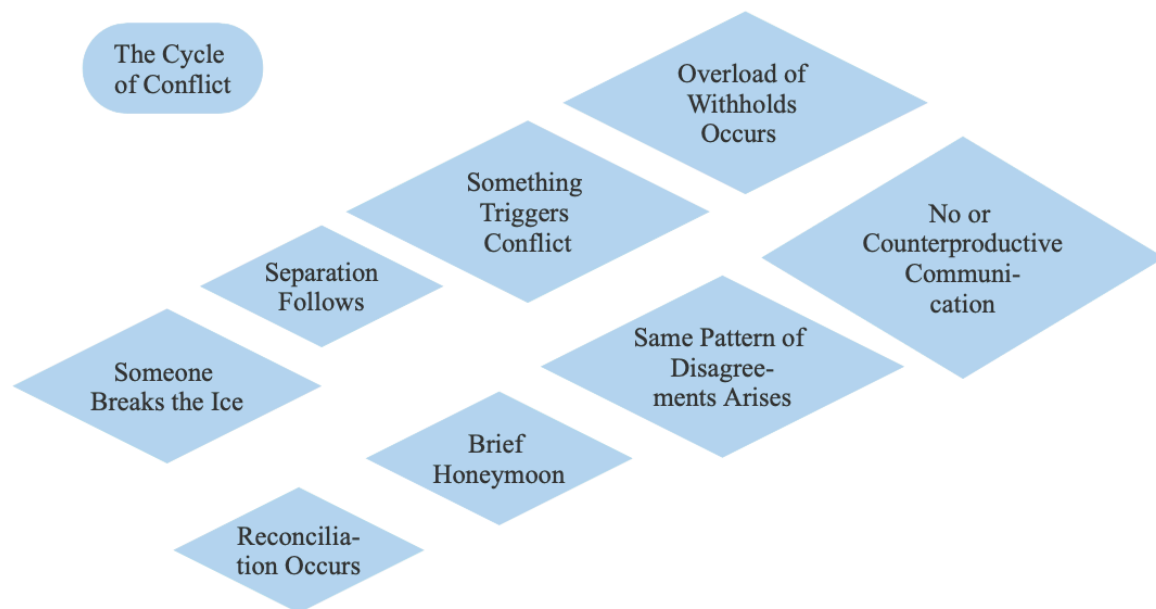 The Cycle
of Conflict
Overload of
Withholds
Occurs
Something
Triggers
Conflict
No or
Counterproductive
Communi-
cation
Separation
Follows
Same Pattern of
Disagree-
ments Arises
Someone
Breaks the Ice
Brief
Honeymoon
Reconcilia-
tion Occurs